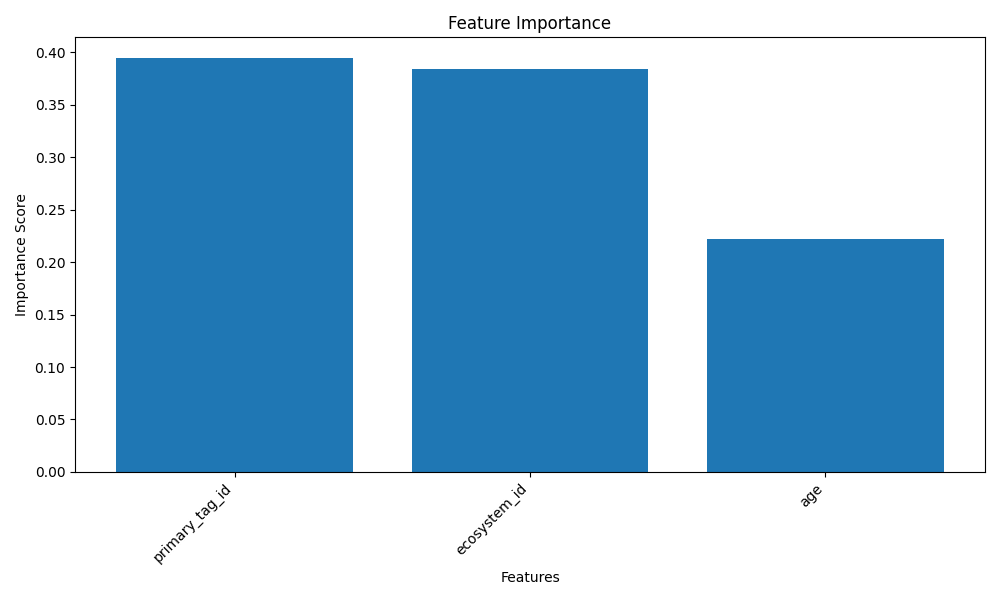 Feature Importance
0.40
0.35
0.30
0.25
0.20
0.15
0.10
0.05
0.00
Importance Score
primary_tag_id
ecosystem_id
age
Features